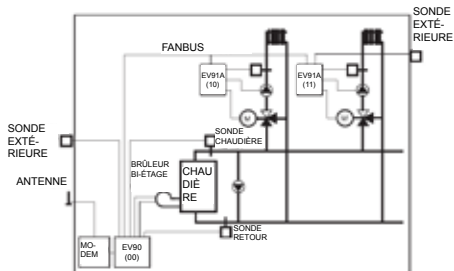 SONDE
EXTÉ-
RIEURE
FANBUS
EV91A
(10)
EV91A
(11)
M
M
SONDE
EXTÉ-
RIEURE
SONDE
CHAUDIÈRE
BRÛLEUR
BI-ÉTAGE
CHAU
DIÈ
RE
ANTENNE
SONDE
RETOUR
MO-
DEM
EV90
(00)